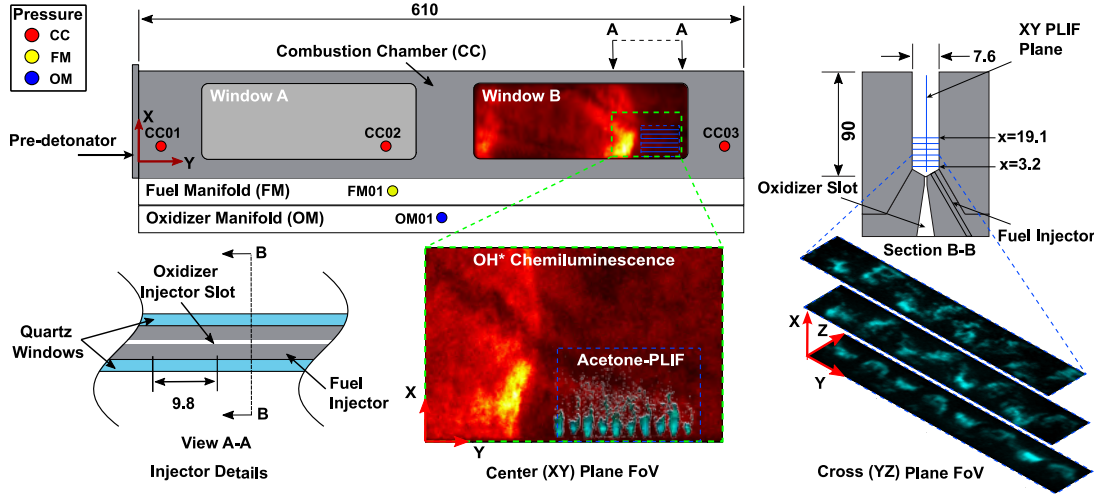 Pressure
CC
FM
OM
610
Combustion Chamber (CC)
A
A
Window A
Window B
X
Y
CC01
CC02
CC03
Pre-detonator
Fuel Manifold (FM)
FM01
Oxidizer Manifold (OM)
OM01
XY PLIF
Plane
7.6
90
x=19.1
x=3.2
Oxidizer Slot
Fuel Injector
Section B-B
B
Oxidizer
Injector Slot
Quartz
Windows
9.8
Fuel
Injector
B
View A-A
Injector Details
OH* Chemiluminescence
Acetone-PLIF
X
Y
Center (XY) Plane FoV
X
Z
Y
Cross (YZ) Plane FoV